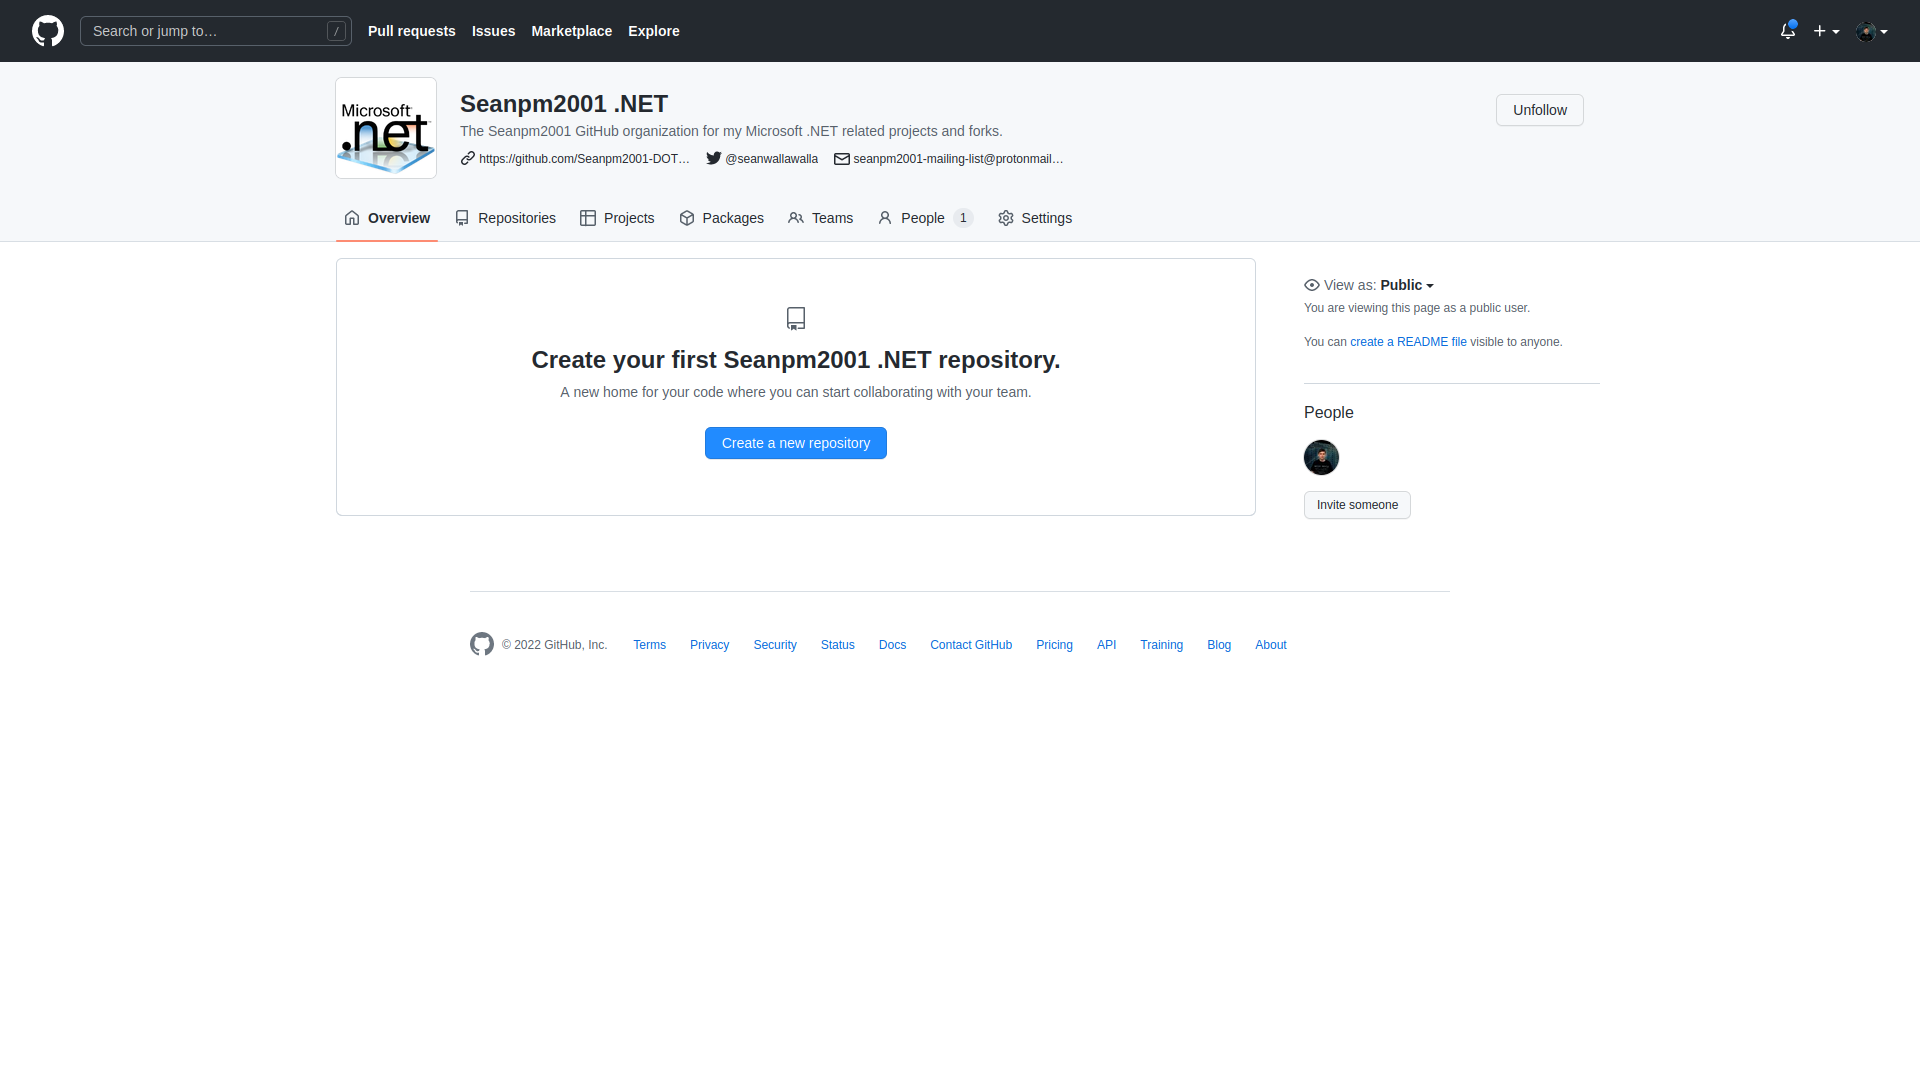 Search or jump to… /
Pull requests Issues Marketplace Explore
Microsoft
.net
Seanpm2001 .NET
The Seanpm2001 GitHub organization for my Microsoft .NET related projects and forks.
https://github.com/Seanpm2001-DOT… @seanwallawalla seanpm2001-mailing-list@protonmail…
Unfollow
Overview Repositories Projects Packages Teams People 1 Settings
Create your first Seanpm2001 .NET repository.
A new home for your code where you can start collaborating with your team.
Create a new repository
View as: Public
You are viewing this page as a public user.
You can create a README file visible to anyone.
People
Invite someone
© 2022 GitHub, Inc. Terms Privacy Security Status Docs Contact GitHub Pricing API Training Blog About